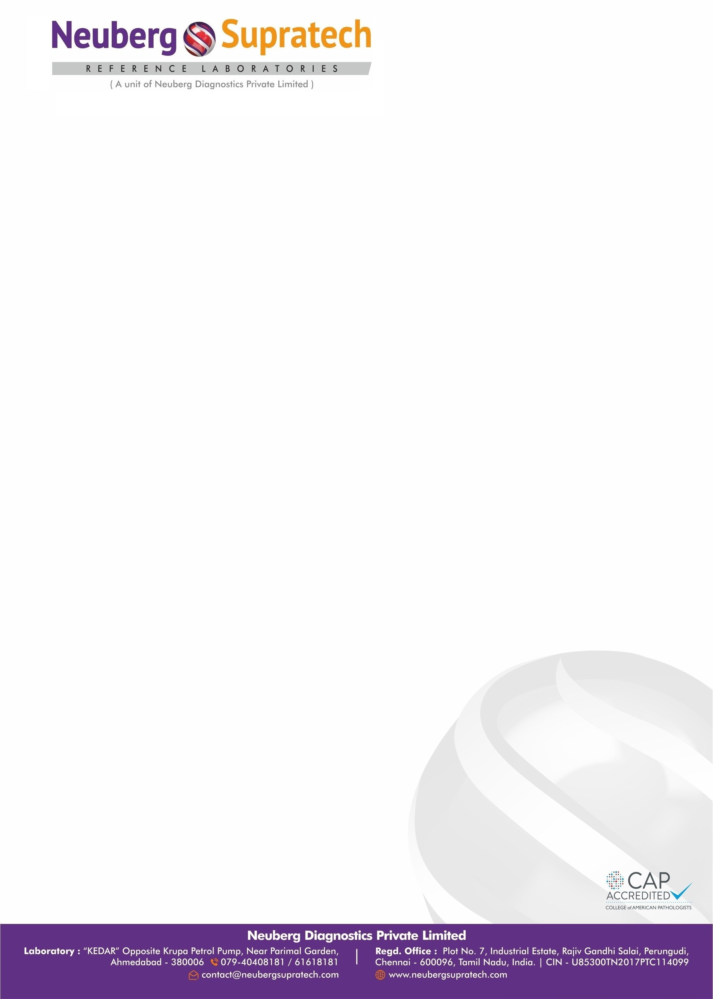 Neuberg Supratech
REFERENCE LABORATORIES
( A unit of Neuberg Diagnostics Private Limited )
CAP
ACCREDITED
COLLEGE of AMERICAN PATHOLOGISTS
Neuberg Diagnostics Private Limited
Laboratory : “KEDAR” Opposite Krupa Petrol Pump, Near Parimal Garden,
Ahmedabad - 380006 079-40408181 / 61618181
contact@neubergsupratech.com
Regd. Office : Plot No. 7, Industrial Estate, Rajiv Gandhi Salai, Perungudi,
Chennai - 600096, Tamil Nadu, India. | CIN - U85300TN2017PTC114099
www.neubergsupratech.com